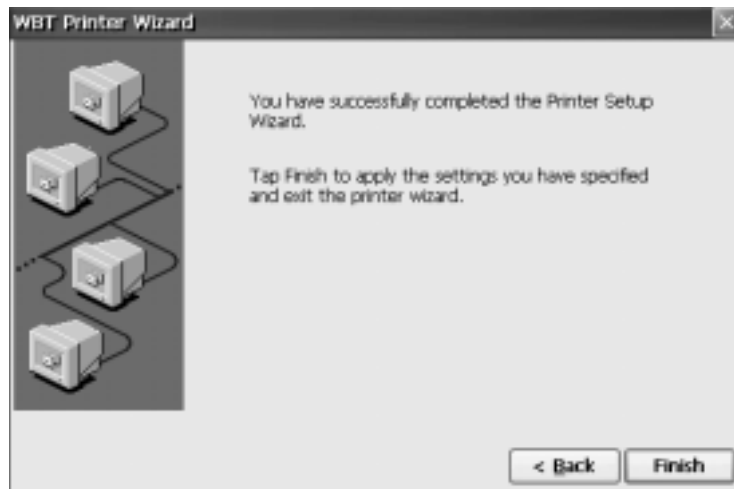 WBT Printer Wizard
You have successfully completed the Printer Setup
Wizard.
Tap Finish to apply the settings you have specified
and exit the printer wizard.
< Back
Finish